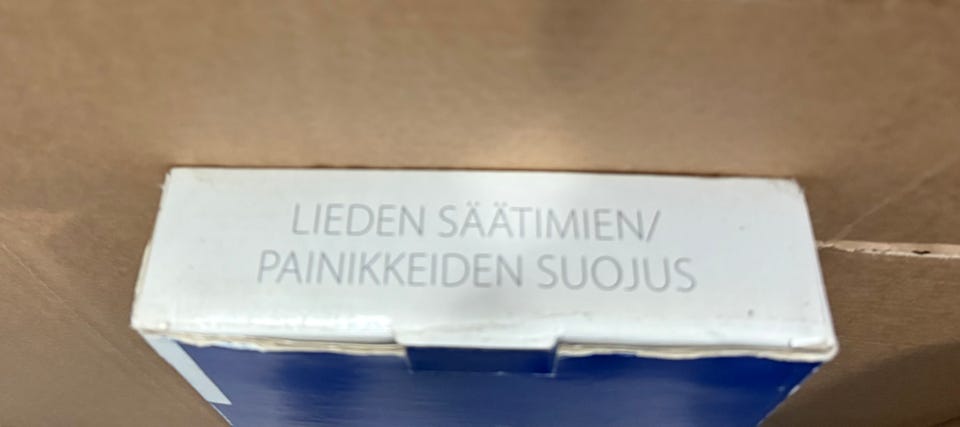 LIEDEN SÄÄTIMIEN/
PAINIKKEIDEN SUOJUS